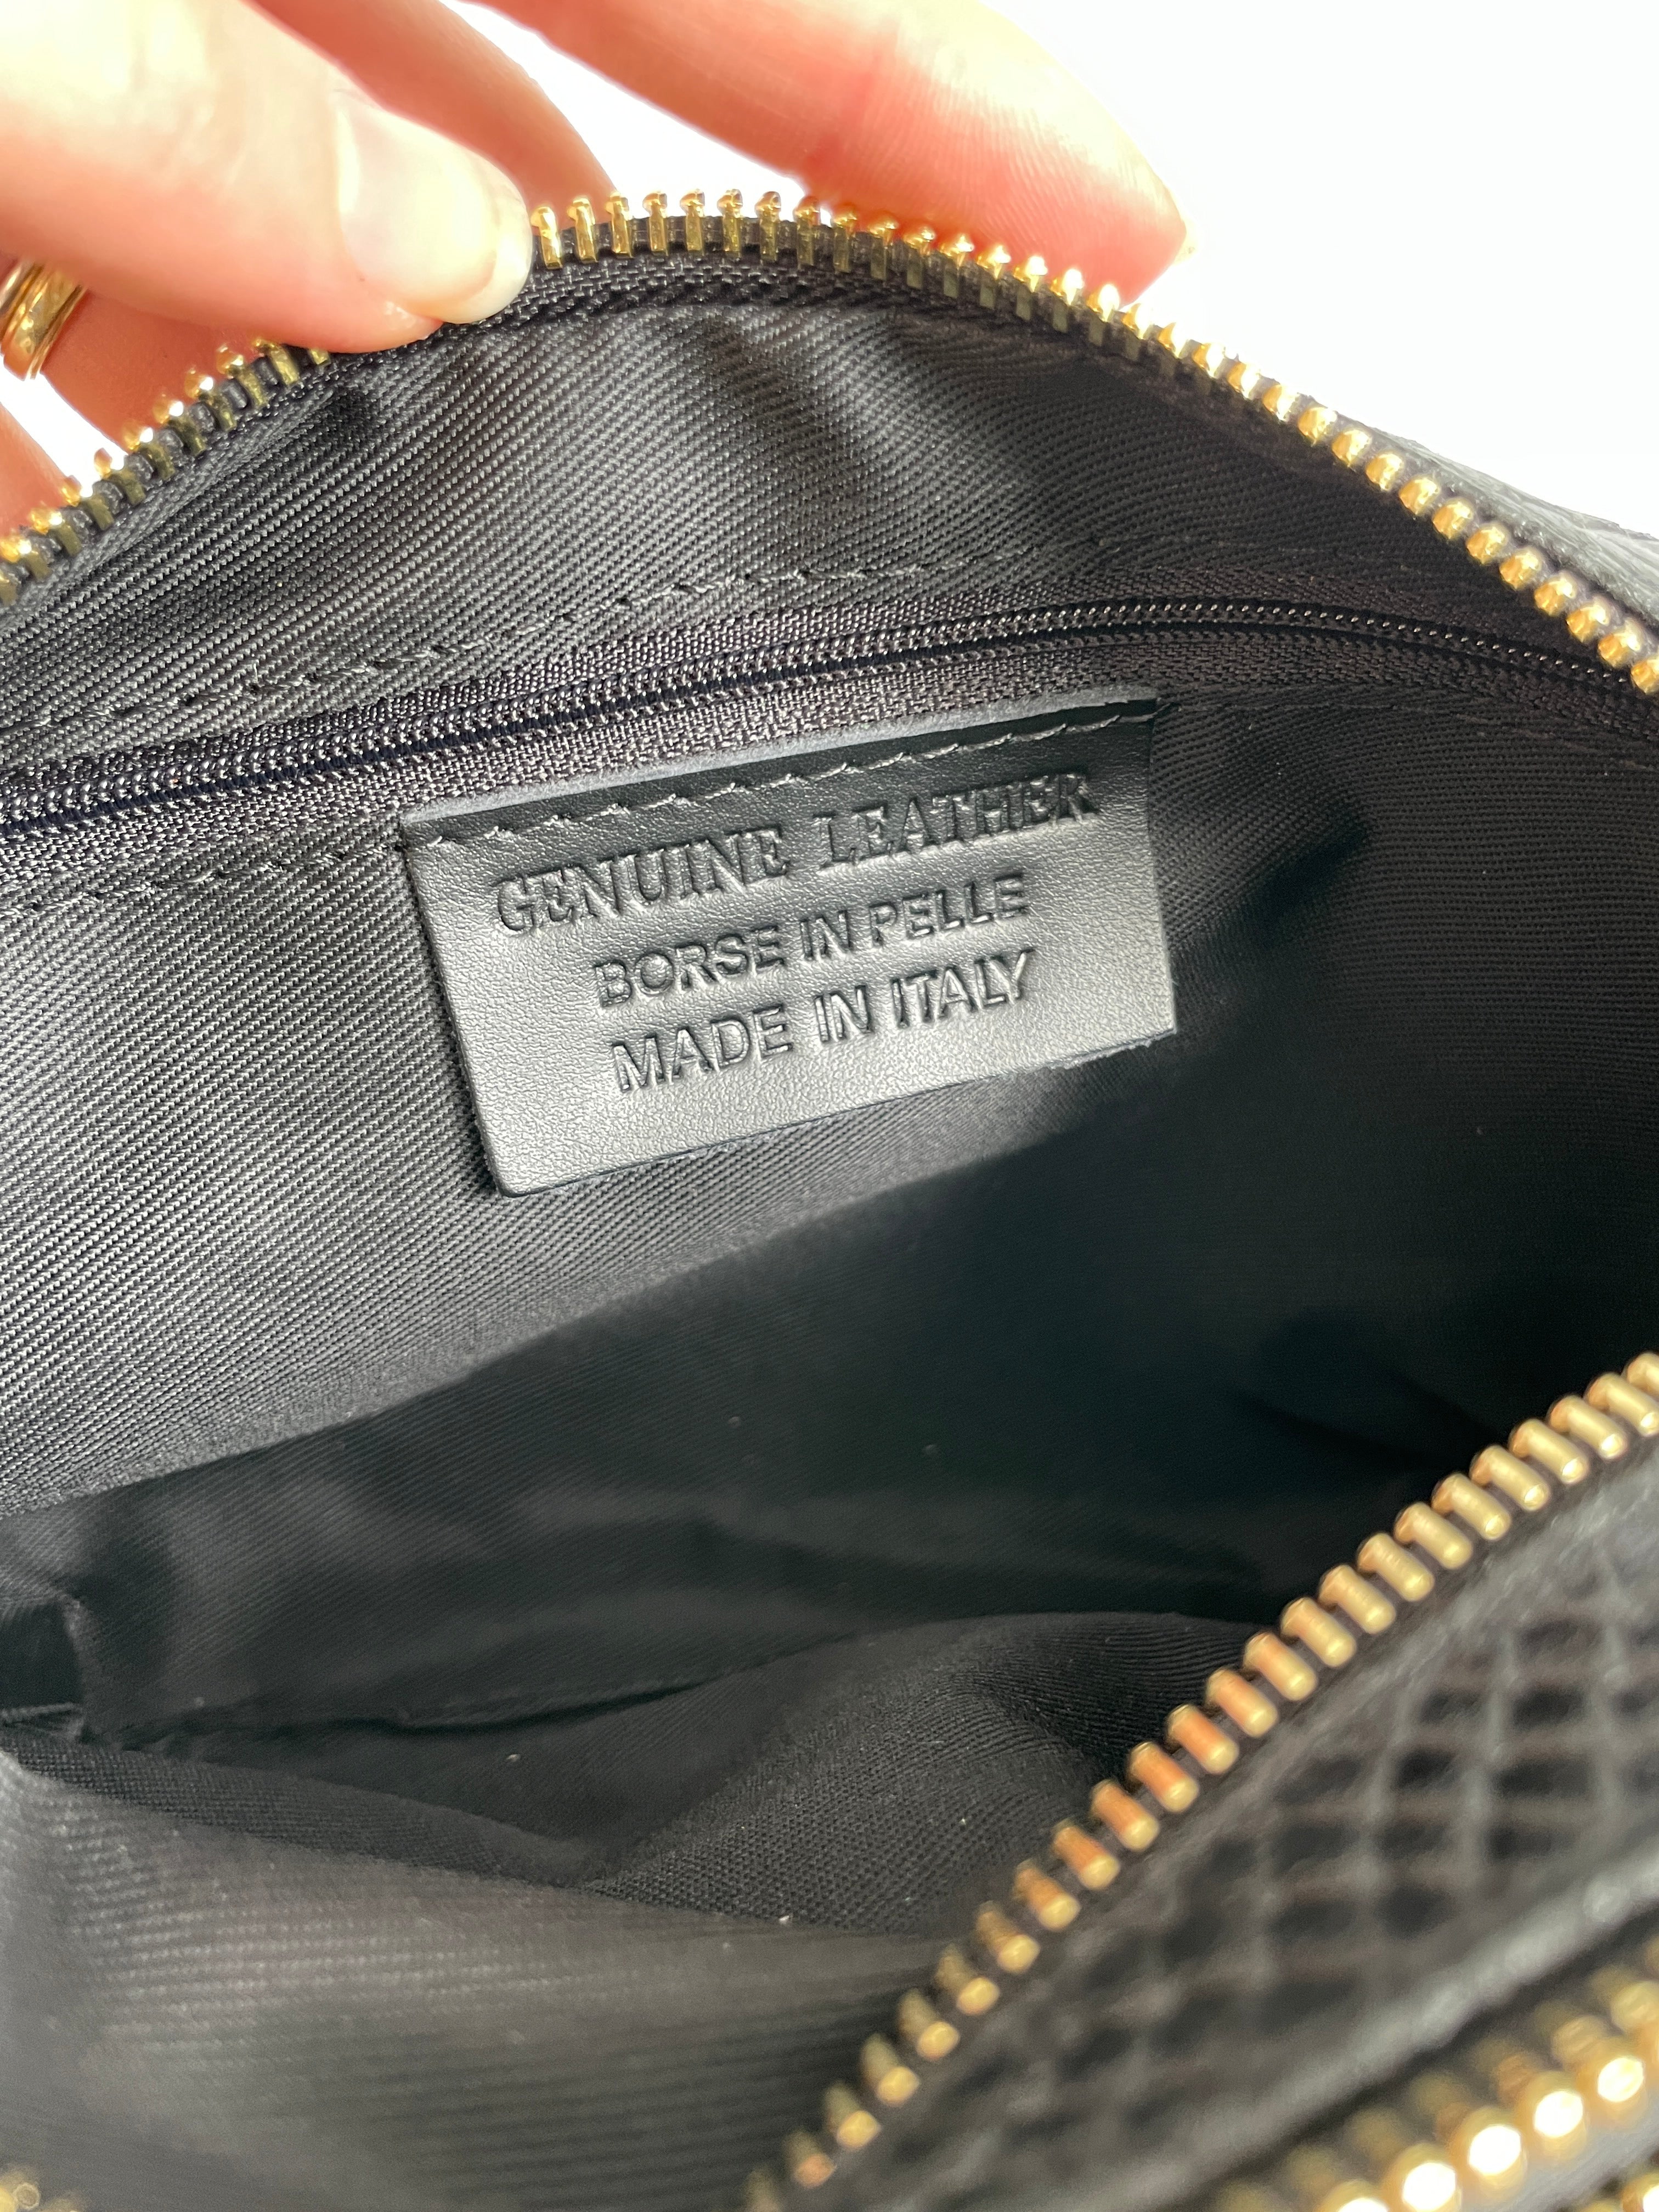 GENUINE LEATHER
BORSE IN PELLE
MADE IN ITALY